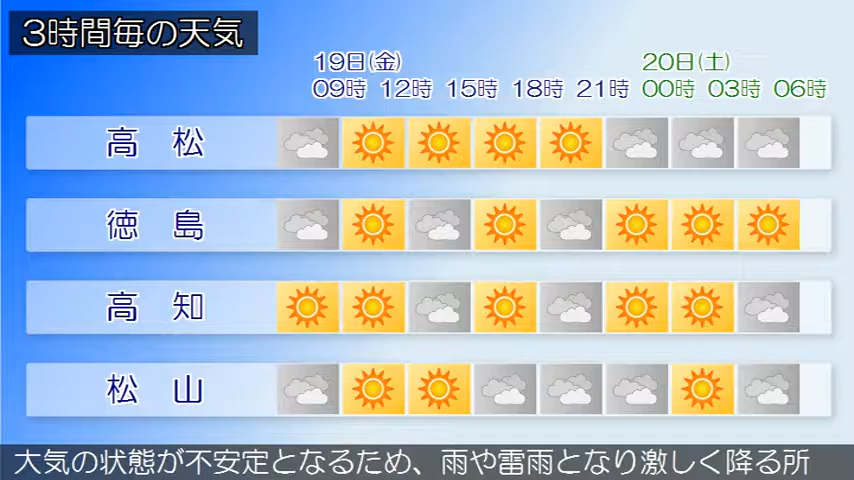 3時間毎の天気
19日(金) 20日(土)
09時 12時 15時 18時 21時 00時 03時 06時
高松
徳島
高知
松山
大気の状態が不安定となるため、雨や雷雨となり激しく降る所